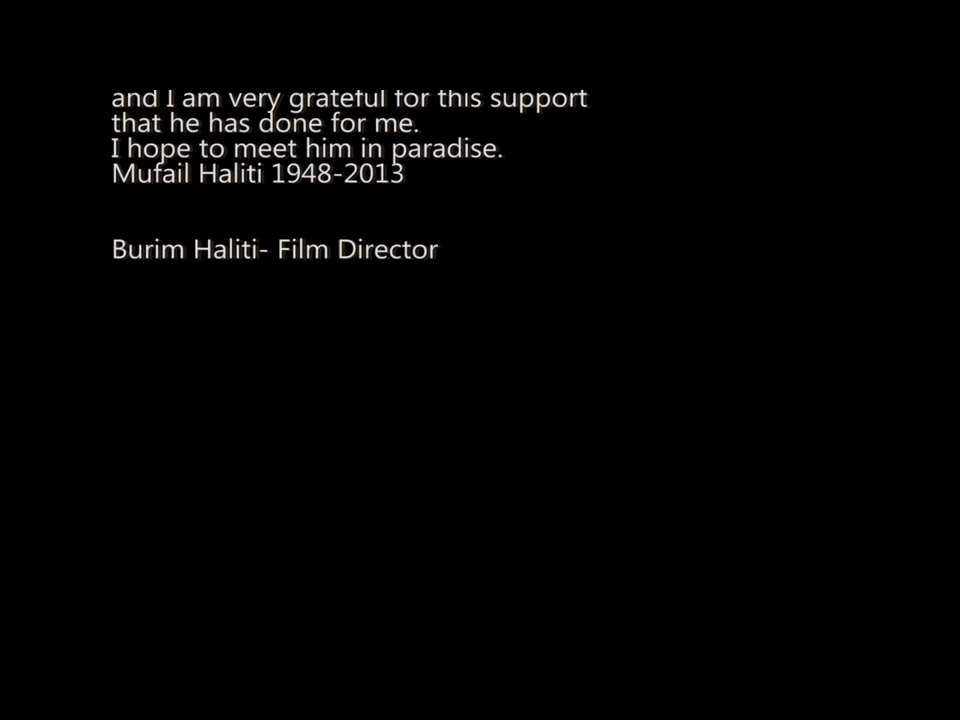 and I am very grateful for this support
that he has done for me.
I hope to meet him in paradise.
Mufail Haliti 1948-2013
Burim Haliti- Film Director